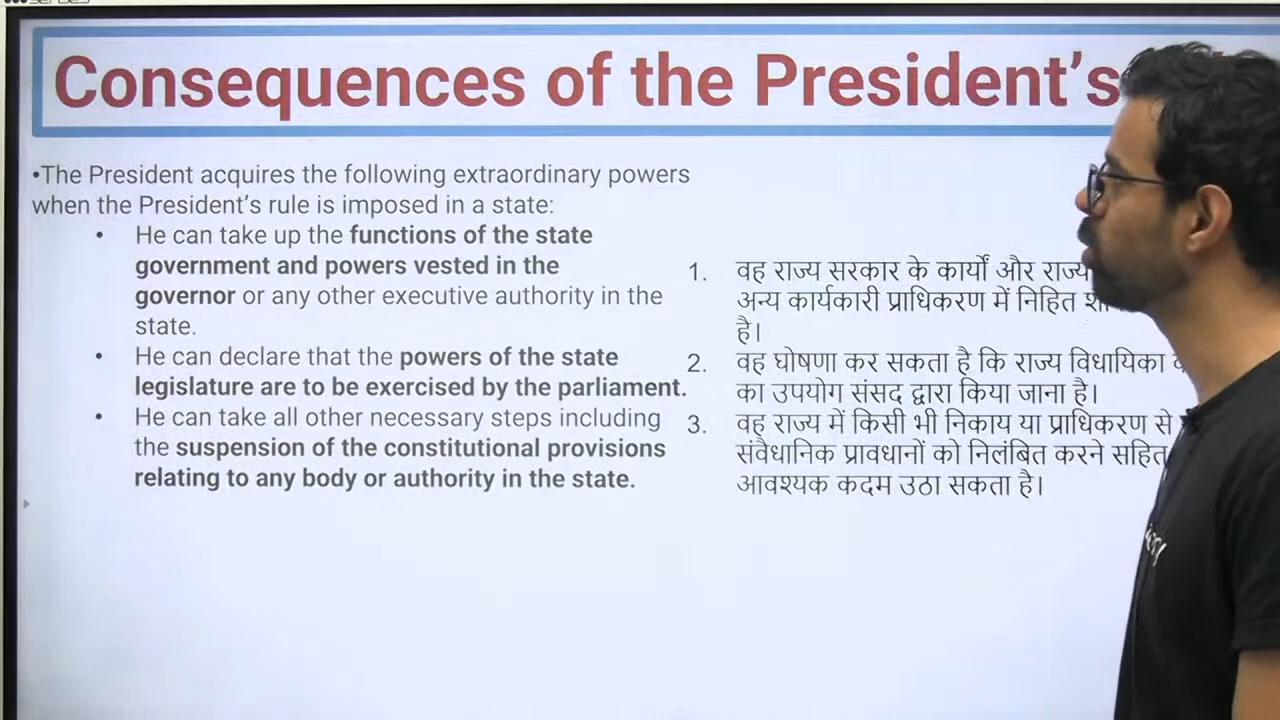 Consequences of the President's
•The President acquires the following extraordinary powers
when the President's rule is imposed in a state:
• He can take up the functions of the state
government and powers vested in the
governor or any other executive authority in the
state.
• He can declare that the powers of the state
legislature are to be exercised by the parliament.
• He can take all other necessary steps including
the suspension of the constitutional provisions
relating to any body or authority in the state.
1. वह राज्य सरकार के कार्यों और राज्य
अन्य कार्यकारी प्राधिकरण में निहित
है।
2. वह घोषणा कर सकता है कि राज्य विधायिका
का उपयोग संसद द्वारा किया जाना है।
3. वह राज्य में किसी भी निकाय या प्राधिकरण से
संवैधानिक प्रावधानों को निलंबित करने सहित
आवश्यक कदम उठा सकता है।